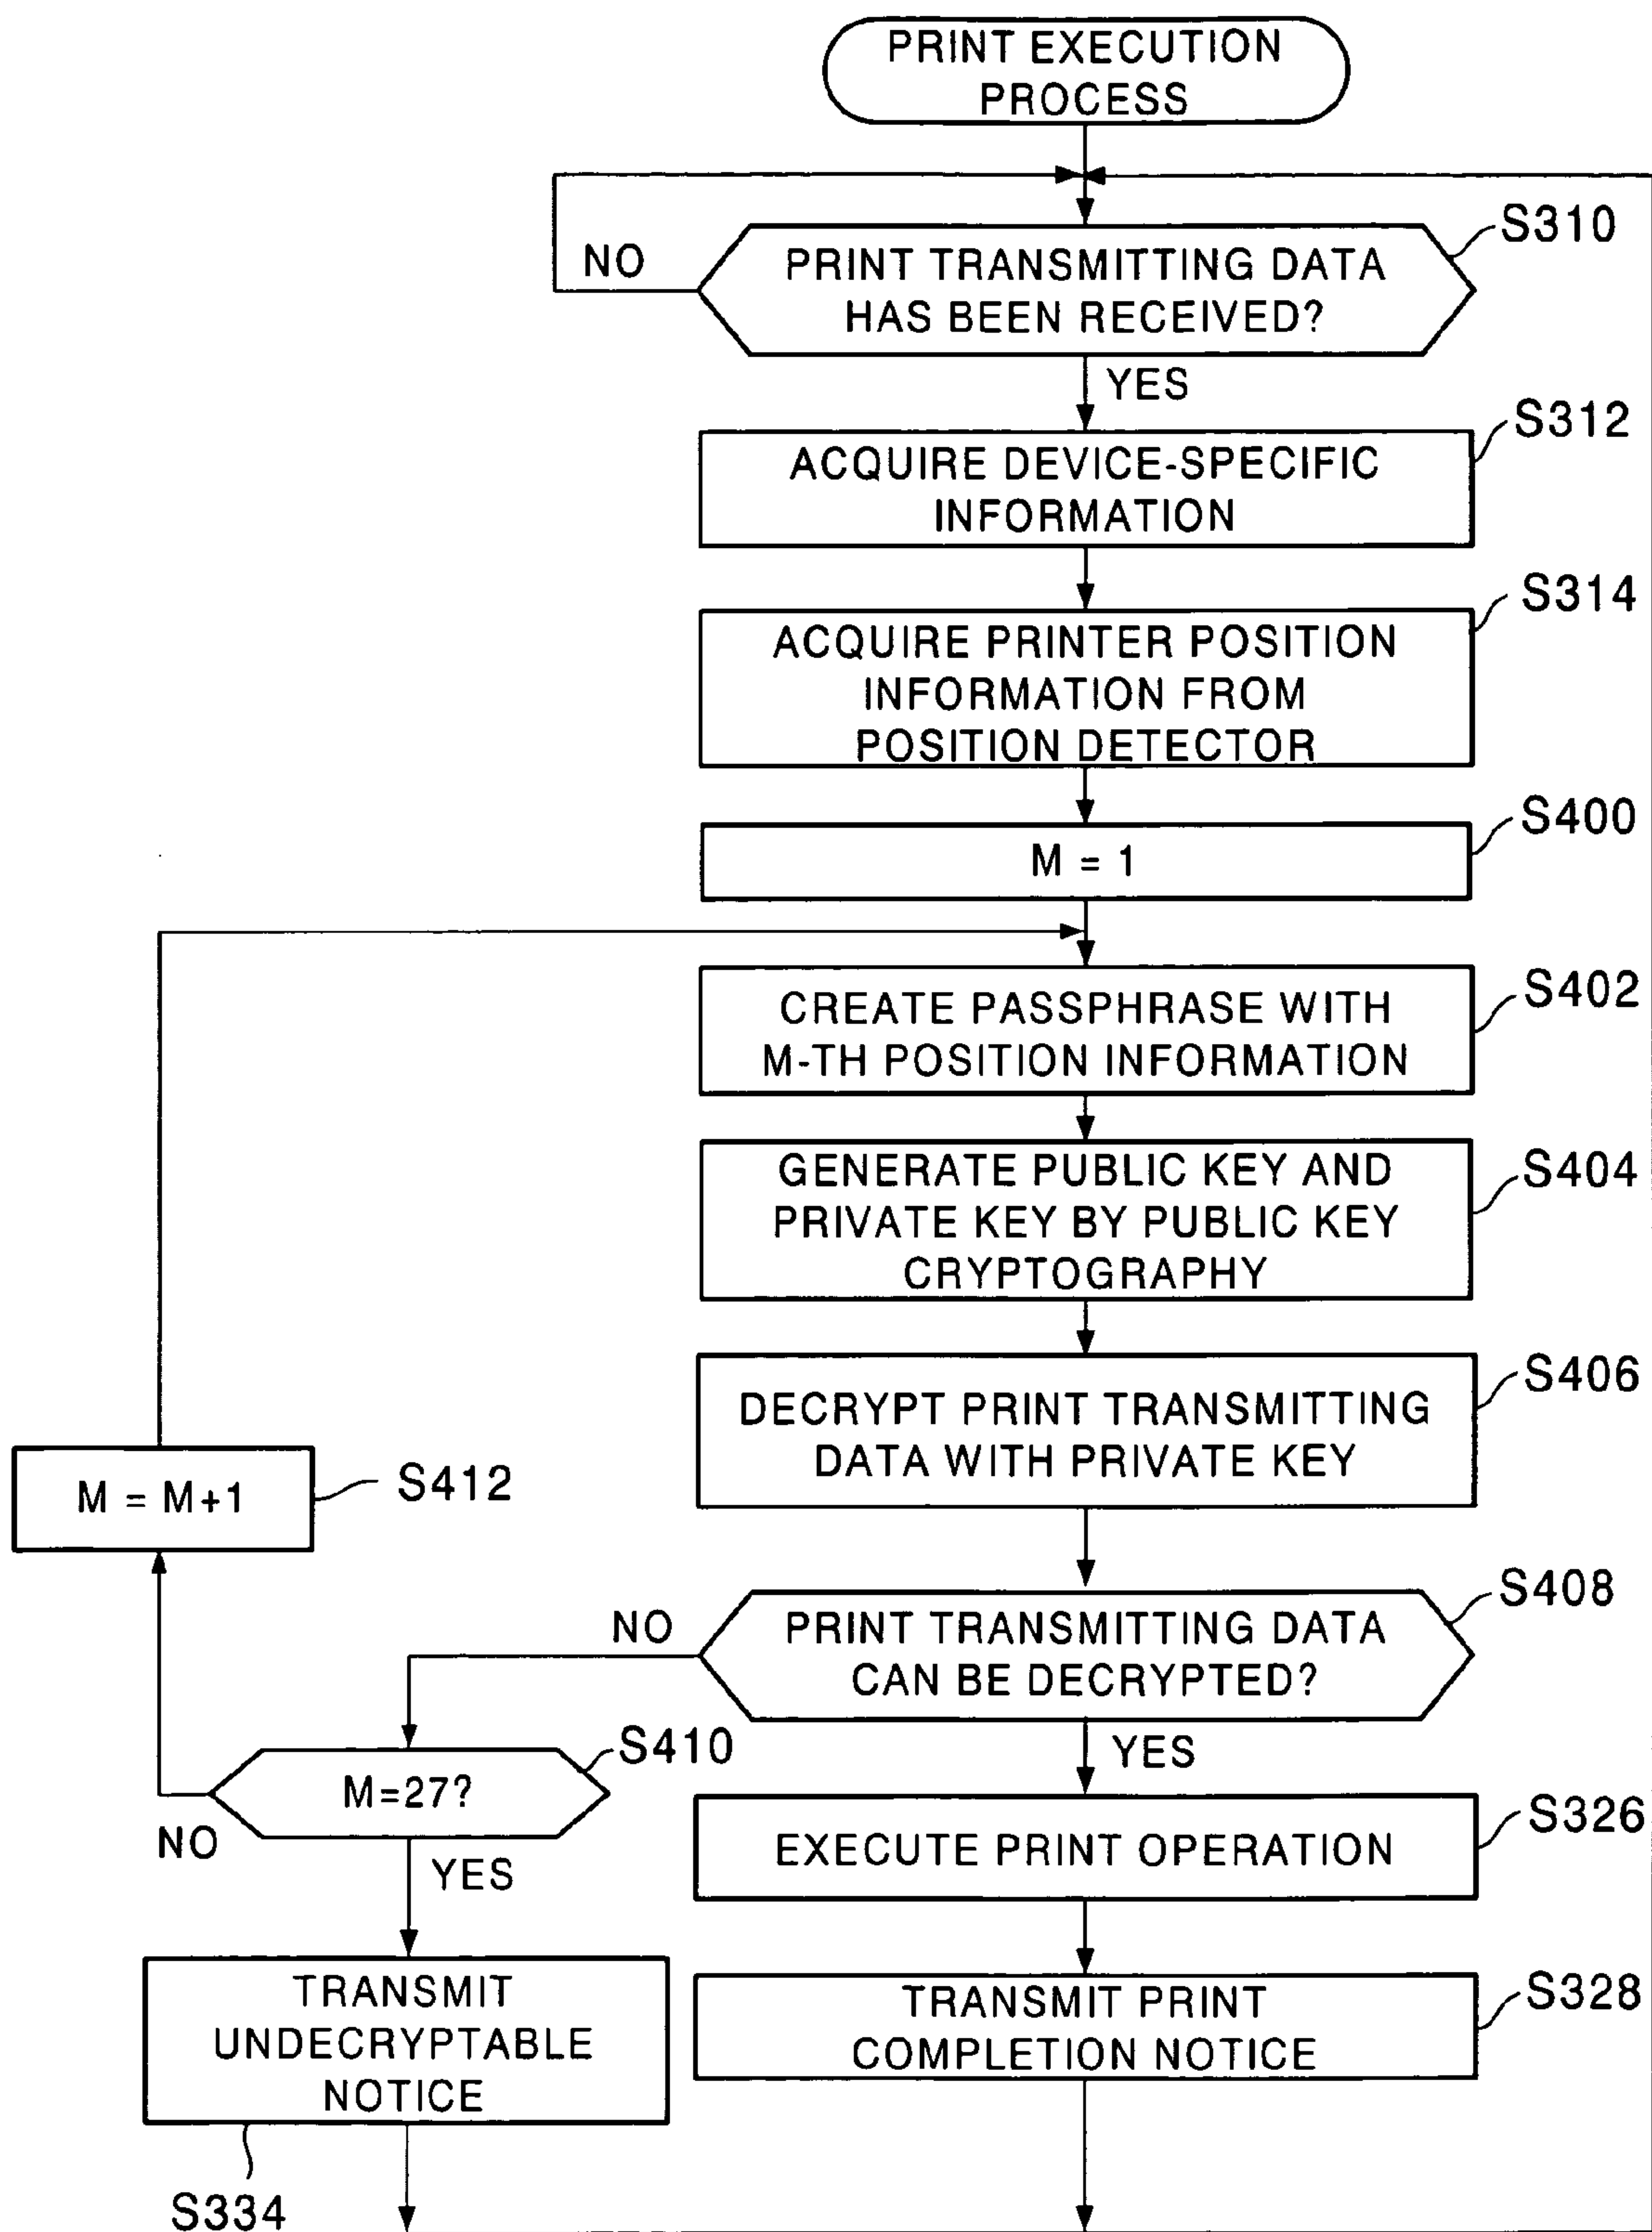 PRINT EXECUTION
PROCESS
S310
NO
PRINT TRANSMITTING DATA
HAS BEEN RECEIVED?
YES
S312
ACQUIRE DEVICE-SPECIFIC
INFORMATION
S314
ACQUIRE PRINTER POSITION
INFORMATION FROM
POSITION DETECTOR
S400
M = 1
S402
CREATE PASSPHRASE WITH
M-TH POSITION INFORMATION
S404
GENERATE PUBLIC KEY AND
PRIVATE KEY BY PUBLIC KEY
CRYPTOGRAPHY
S406
DECRYPT PRINT TRANSMITTING
DATA WITH PRIVATE KEY
M = M+1
S412
S408
NO
PRINT TRANSMITTING DATA
CAN BE DECRYPTED?
S410
YES
M=27?
NO
YES
S326
EXECUTE PRINT OPERATION
TRANSMIT
UNDECRYPTABLE
NOTICE
S328
TRANSMIT PRINT
COMPLETION NOTICE
S334